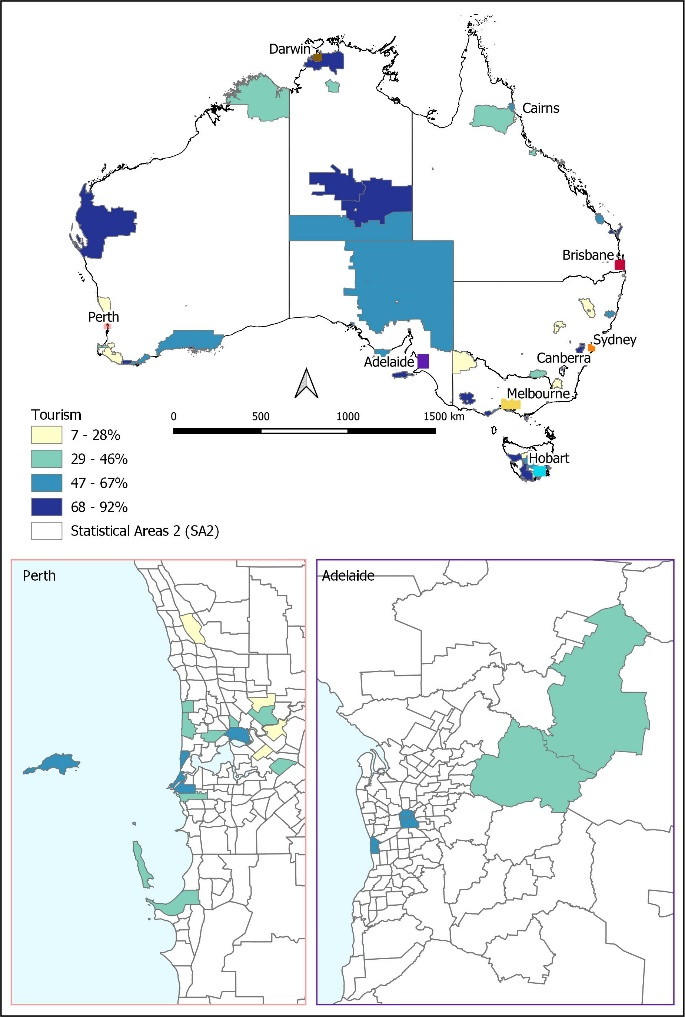 Darwin
Cairns
Brisbane
Perth
Sydney
Adelaide
Canberra
Melbourne
Hobart
Tourism
0 500 1000 1500 km
7 - 28%
29 - 46%
47 - 67%
68 - 92%
Statistical Areas 2 (SA2)
Perth
Adelaide